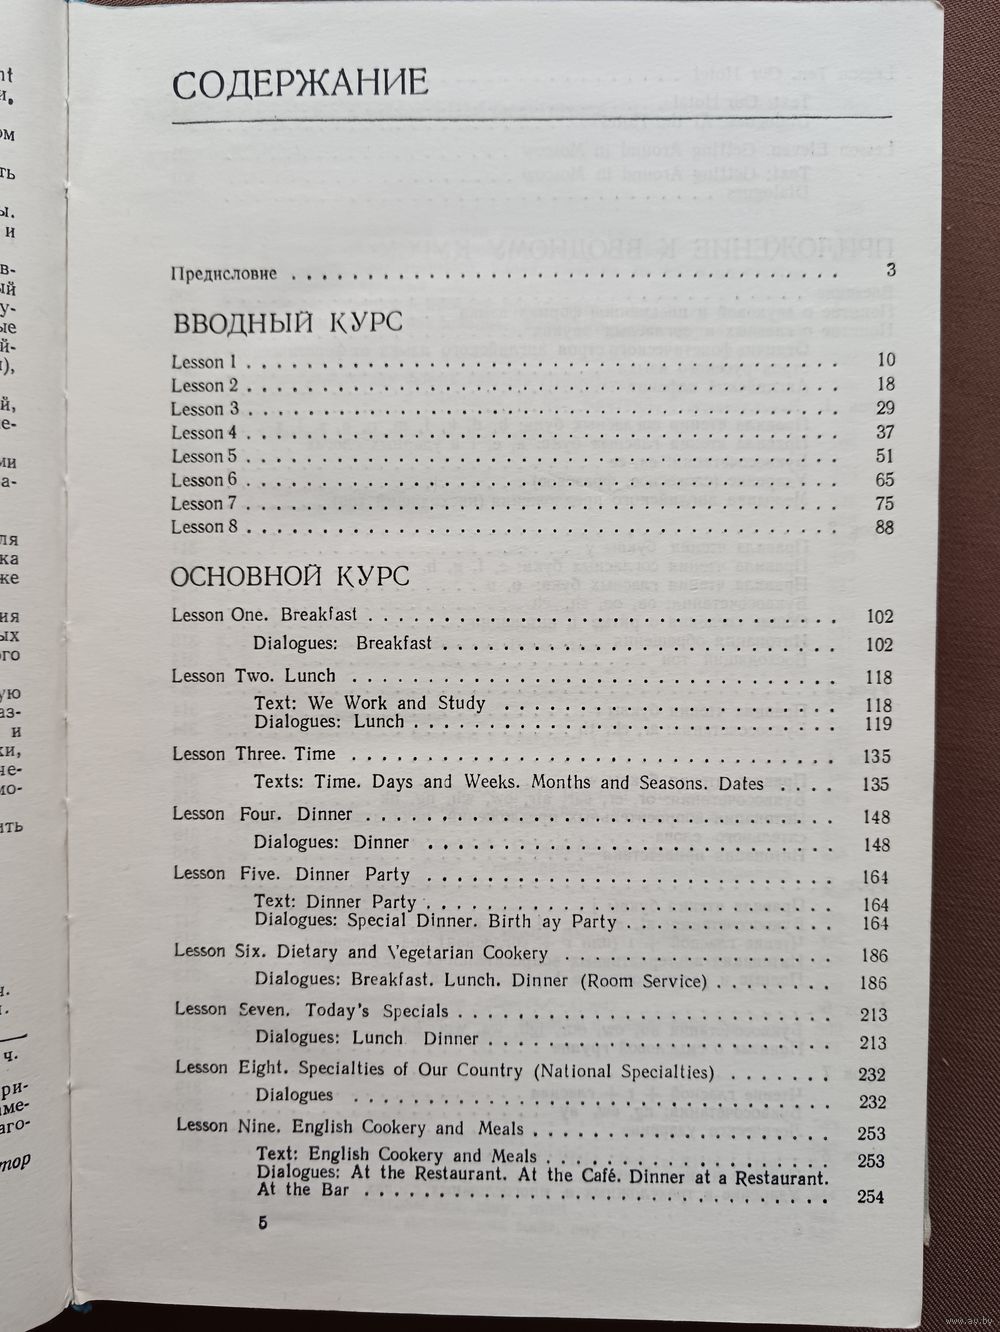 СОДЕРЖАНИЕ
Предисловие . . . . . . . . . . . . . . . . . . . . . . . . . . . . 3
ВВОДНЫЙ КУРС
Lesson 1 . . . . . . . . . . . . . . . . . . . . . . . . . . . . 10
Lesson 2 . . . . . . . . . . . . . . . . . . . . . . . . . . . . 18
Lesson 3 . . . . . . . . . . . . . . . . . . . . . . . . . . . . 29
Lesson 4 . . . . . . . . . . . . . . . . . . . . . . . . . . . . 37
Lesson 5 . . . . . . . . . . . . . . . . . . . . . . . . . . . . 51
Lesson 6 . . . . . . . . . . . . . . . . . . . . . . . . . . . . 65
Lesson 7 . . . . . . . . . . . . . . . . . . . . . . . . . . . . 75
Lesson 8 . . . . . . . . . . . . . . . . . . . . . . . . . . . . 88
ОСНОВНОЙ КУРС
Lesson One. Breakfast . . . . . . . . . . . . . . . . 102
Dialogues: Breakfast . . . . . . . . . . . . . . 102
Lesson Two. Lunch . . . . . . . . . . . . . . . . 118
Text: We Work and Study . . . . . . . . . . . . 118
Dialogues: Lunch . . . . . . . . . . . . . . 119
Lesson Three. Time . . . . . . . . . . . . . . . . 135
Texts: Time. Days and Weeks. Months and Seasons. Dates . . . . 135
Lesson Four. Dinner . . . . . . . . . . . . . . . . 148
Dialogues: Dinner . . . . . . . . . . . . . . 148
Lesson Five. Dinner Party . . . . . . . . . . . . . . 164
Text: Dinner Party . . . . . . . . . . . . . . 164
Dialogues: Special Dinner. Birth ay Party . . . . . . . 164
Lesson Six. Dietary and Vegetarian Cookery . . . . . . . . . 186
Dialogues: Breakfast. Lunch. Dinner (Room Service) . . . . . . . . 186
Lesson Seven. Today's Specials . . . . . . . . . . . . . 213
Dialogues: Lunch Dinner . . . . . . . . . . . . 213
Lesson Eight. Specialties of Our Country (National Specialties) . . . . . . . 232
Dialogues . . . . . . . . . . . . . . . . 232
Lesson Nine. English Cookery and Meals . . . . . . . . . . 253
Text: English Cookery and Meals . . . . . . . . . . 253
Dialogues: At the Restaurant. At the Café. Dinner at a Restaurant.
At the Bar . . . . . . . . . . . . . . . . 254
5
www.ay.by